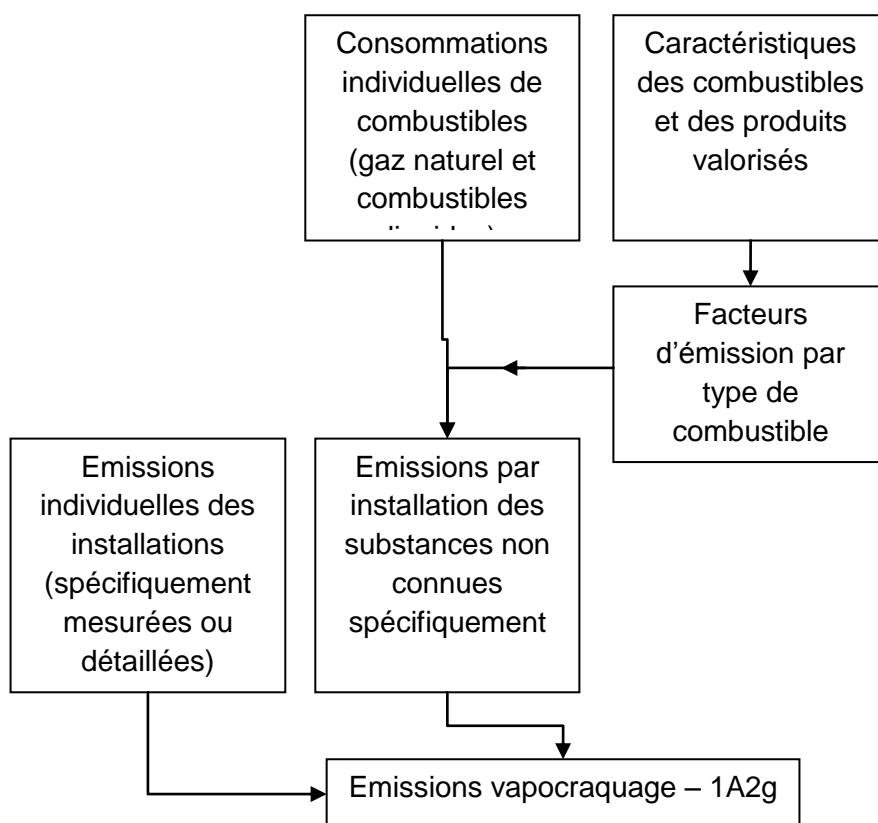 Consommations
individuelles de
combustibles
(gaz naturel et
combustibles
Caractéristiques
des combustibles
et des produits
valorisés
Facteurs
d'émission par
type de
combustible
Emissions
individuelles des
installations
(spécifiquement
mesurées ou
détaillées)
Emissions par
installation des
substances non
connues
spécifiquement
Emissions vapocraquage – 1A2g